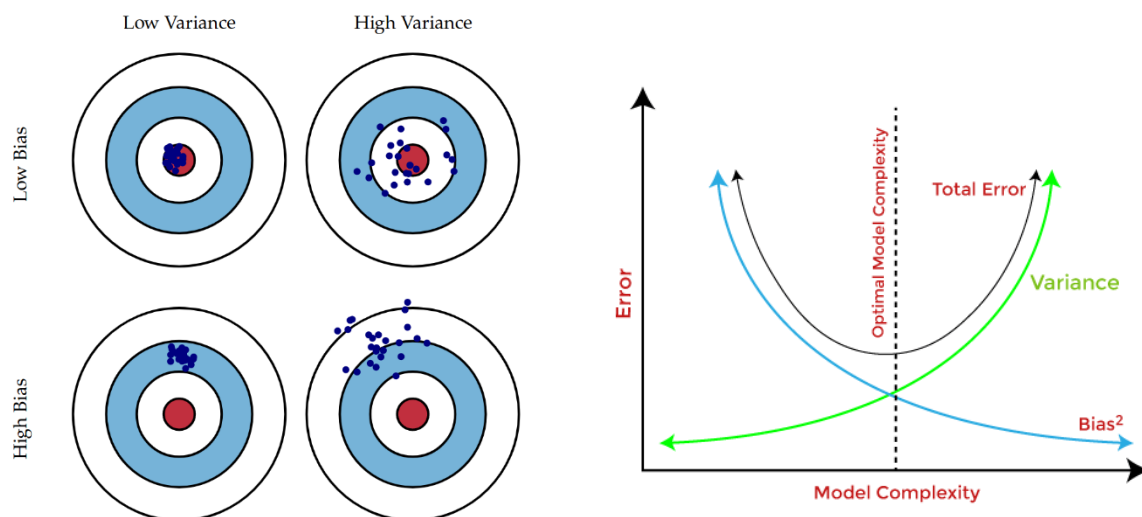 Low Variance
High Variance
Low Bias
High Bias
Error
Optimal Model Complexity
Total Error
Variance
Bias²
Model Complexity